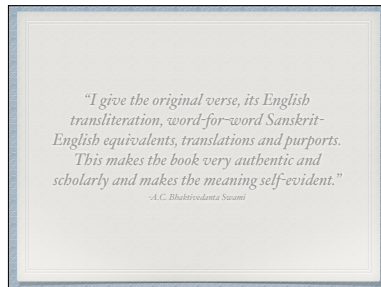 “I give the original verse, its English
transliteration, word-for-word Sanskrit-
English equivalents, translations and purports.
This makes the book very authentic and
scholarly and makes the meaning self-evident.”
-A.C. Bhaktivedanta Swami